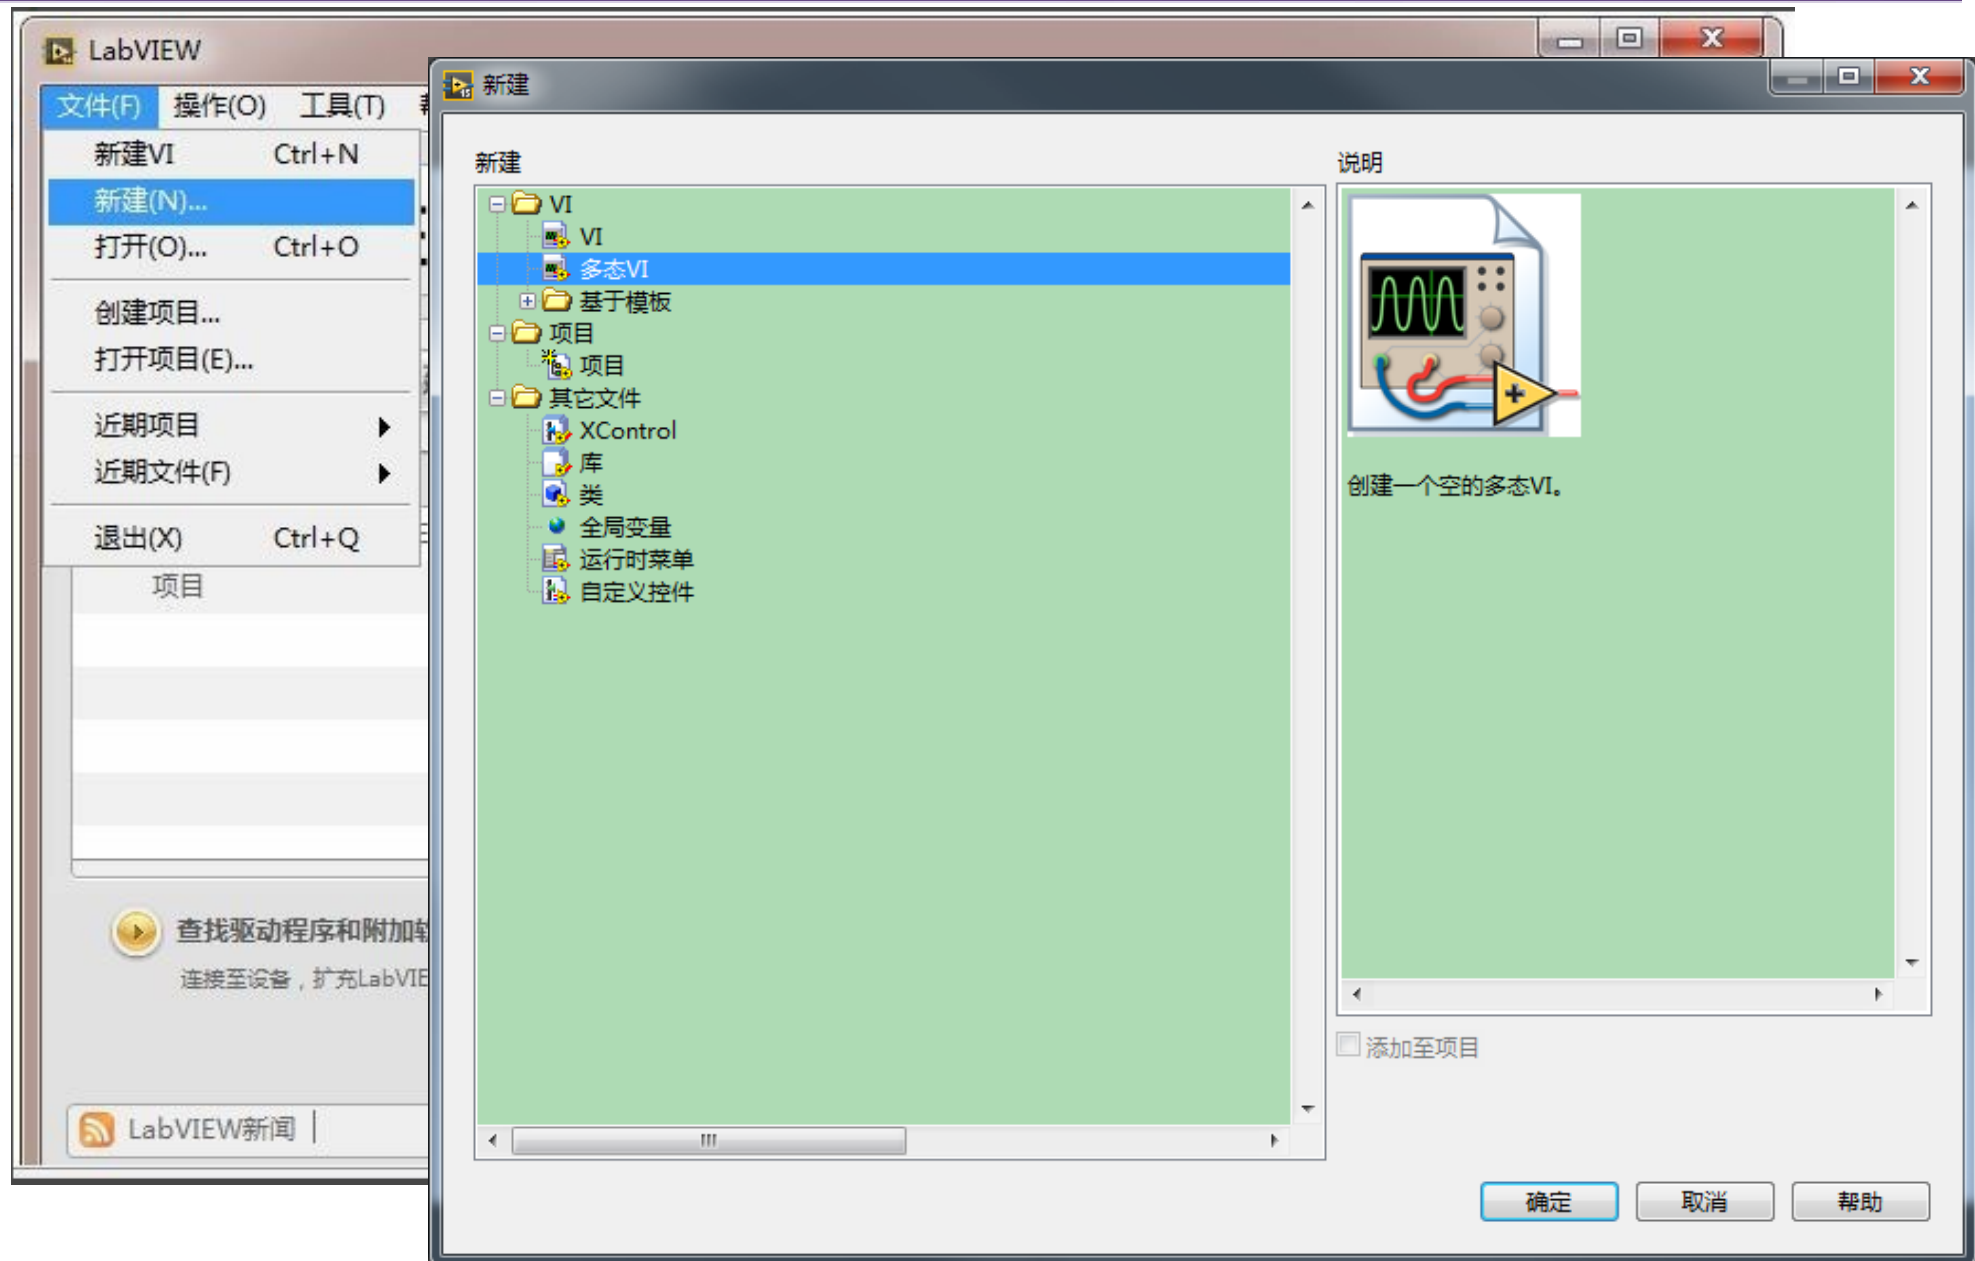 LabVIEW
文件(F) 操作(O) 工具(T)
新建VI Ctrl+N
新建(N)...
打开(O)... Ctrl+O
创建项目...
打开项目(E)...
近期项目
近期文件(F)
退出(X) Ctrl+Q
项目
查找驱动程序和附加
连接至设备，扩充LabVIE
LabVIEW新闻
新建
新建
VI
VI
多态VI
基于模板
项目
项目
其它文件
XControl
库
类
全局变量
运行时菜单
自定义控件
说明
创建一个空的多态VI。
添加至项目
确定 取消 帮助